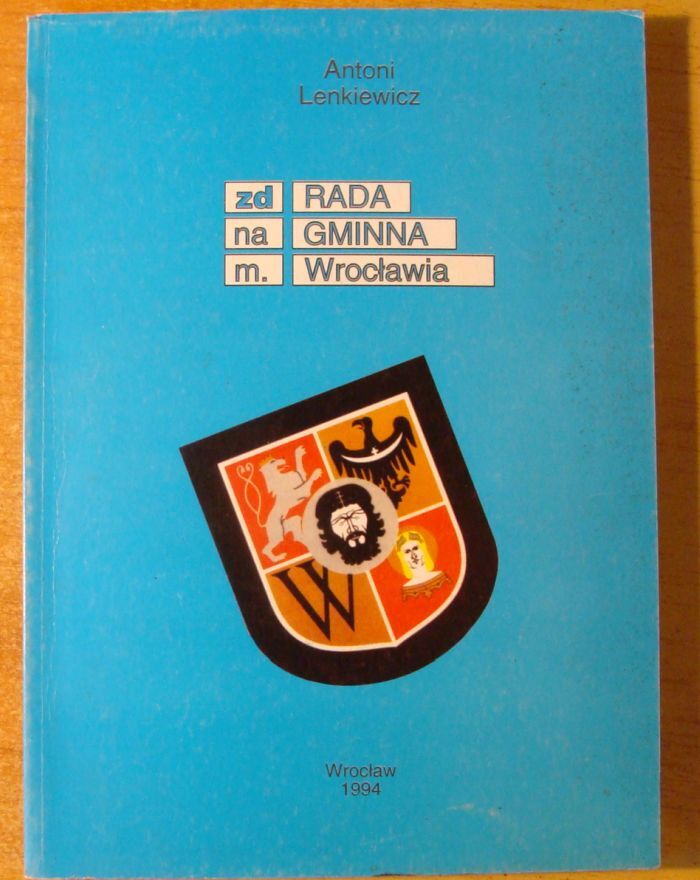 Antoni
Lenkiewicz
zd RADA
na GMINNA
m. Wrocławia
W
Wrocław
1994